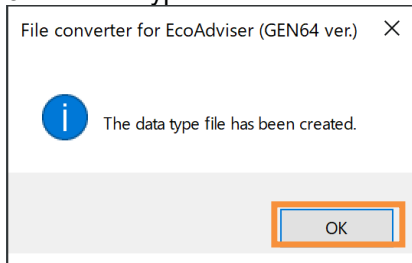 File converter for EcoAdviser (GEN64 ver.)
The data type file has been created.
OK